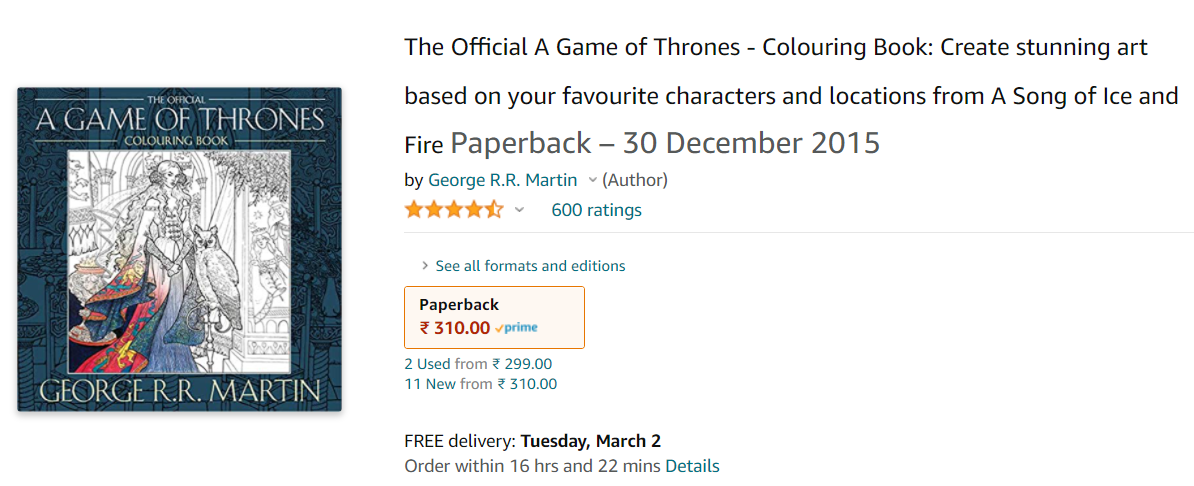 THE OFFICIAL
A GAME OF THRONES
COLOURING BOOK
GEORGE R.R. MARTIN
The Official A Game of Thrones - Colouring Book: Create stunning art
based on your favourite characters and locations from A Song of Ice and
Fire Paperback – 30 December 2015
by George R.R. Martin (Author)
600 ratings
See all formats and editions
Paperback
₹ 310.00 prime
2 Used from ₹ 299.00
11 New from ₹ 310.00
FREE delivery: Tuesday, March 2
Order within 16 hrs and 22 mins Details